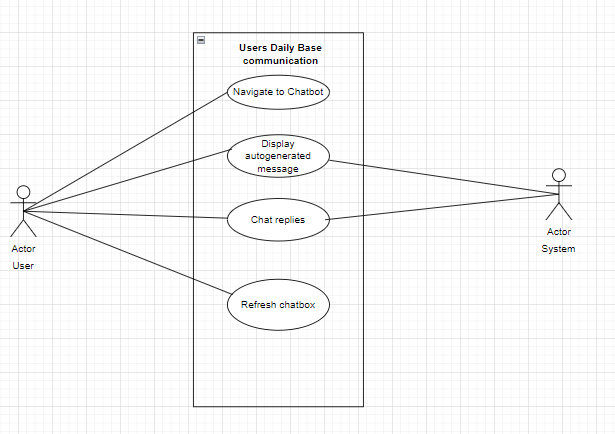 Users Daily Base
communication
Navigate to Chatbot
Display
autogenerated
message
Chat replies
Refresh chatbox
Actor
User
Actor
System